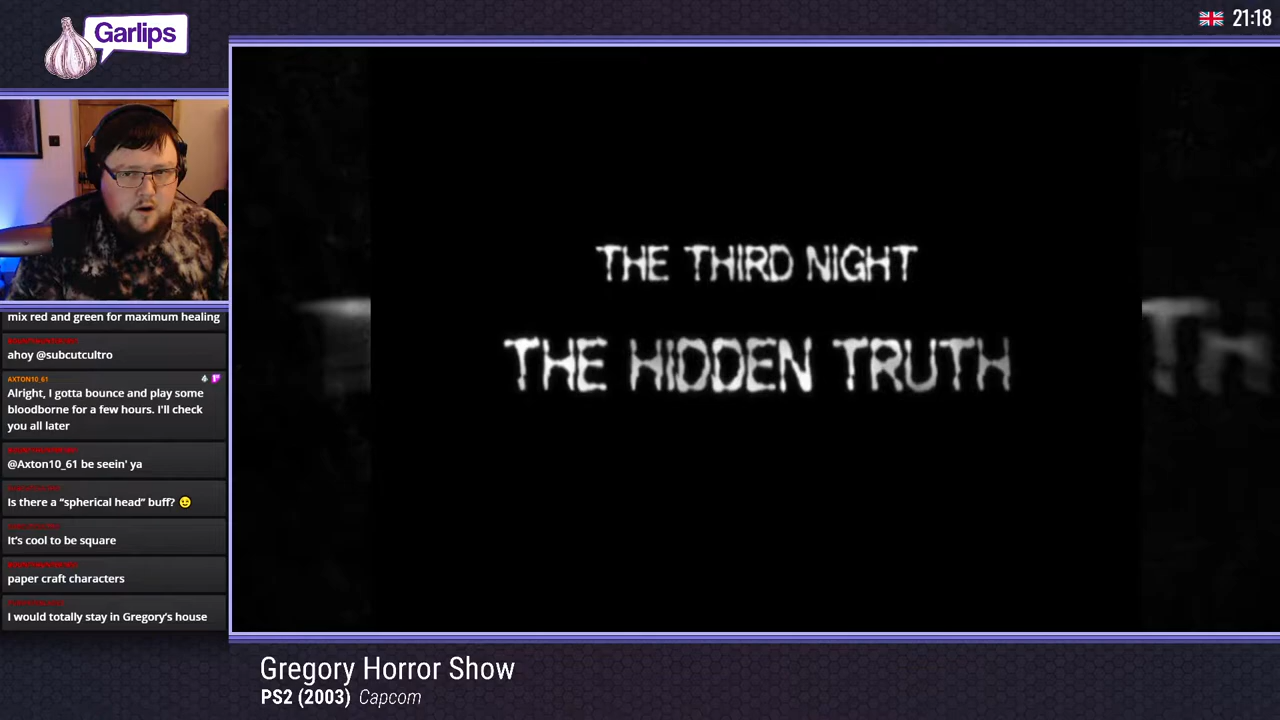 Garlips
21:18
THE THIRD NIGHT
THE HIDDEN TRUTH
TH
mix red and green for maximum healing
ahoy @subcutcultro
AXTON10_61
Alright, I gotta bounce and play some
bloodborne for a few hours. I'll check
you all later
@Axton10_61 be seein' ya
Is there a “spherical head” buff? 😉
It’s cool to be square
paper craft characters
I would totally stay in Gregory’s house
Gregory Horror Show
PS2 (2003) Capcom